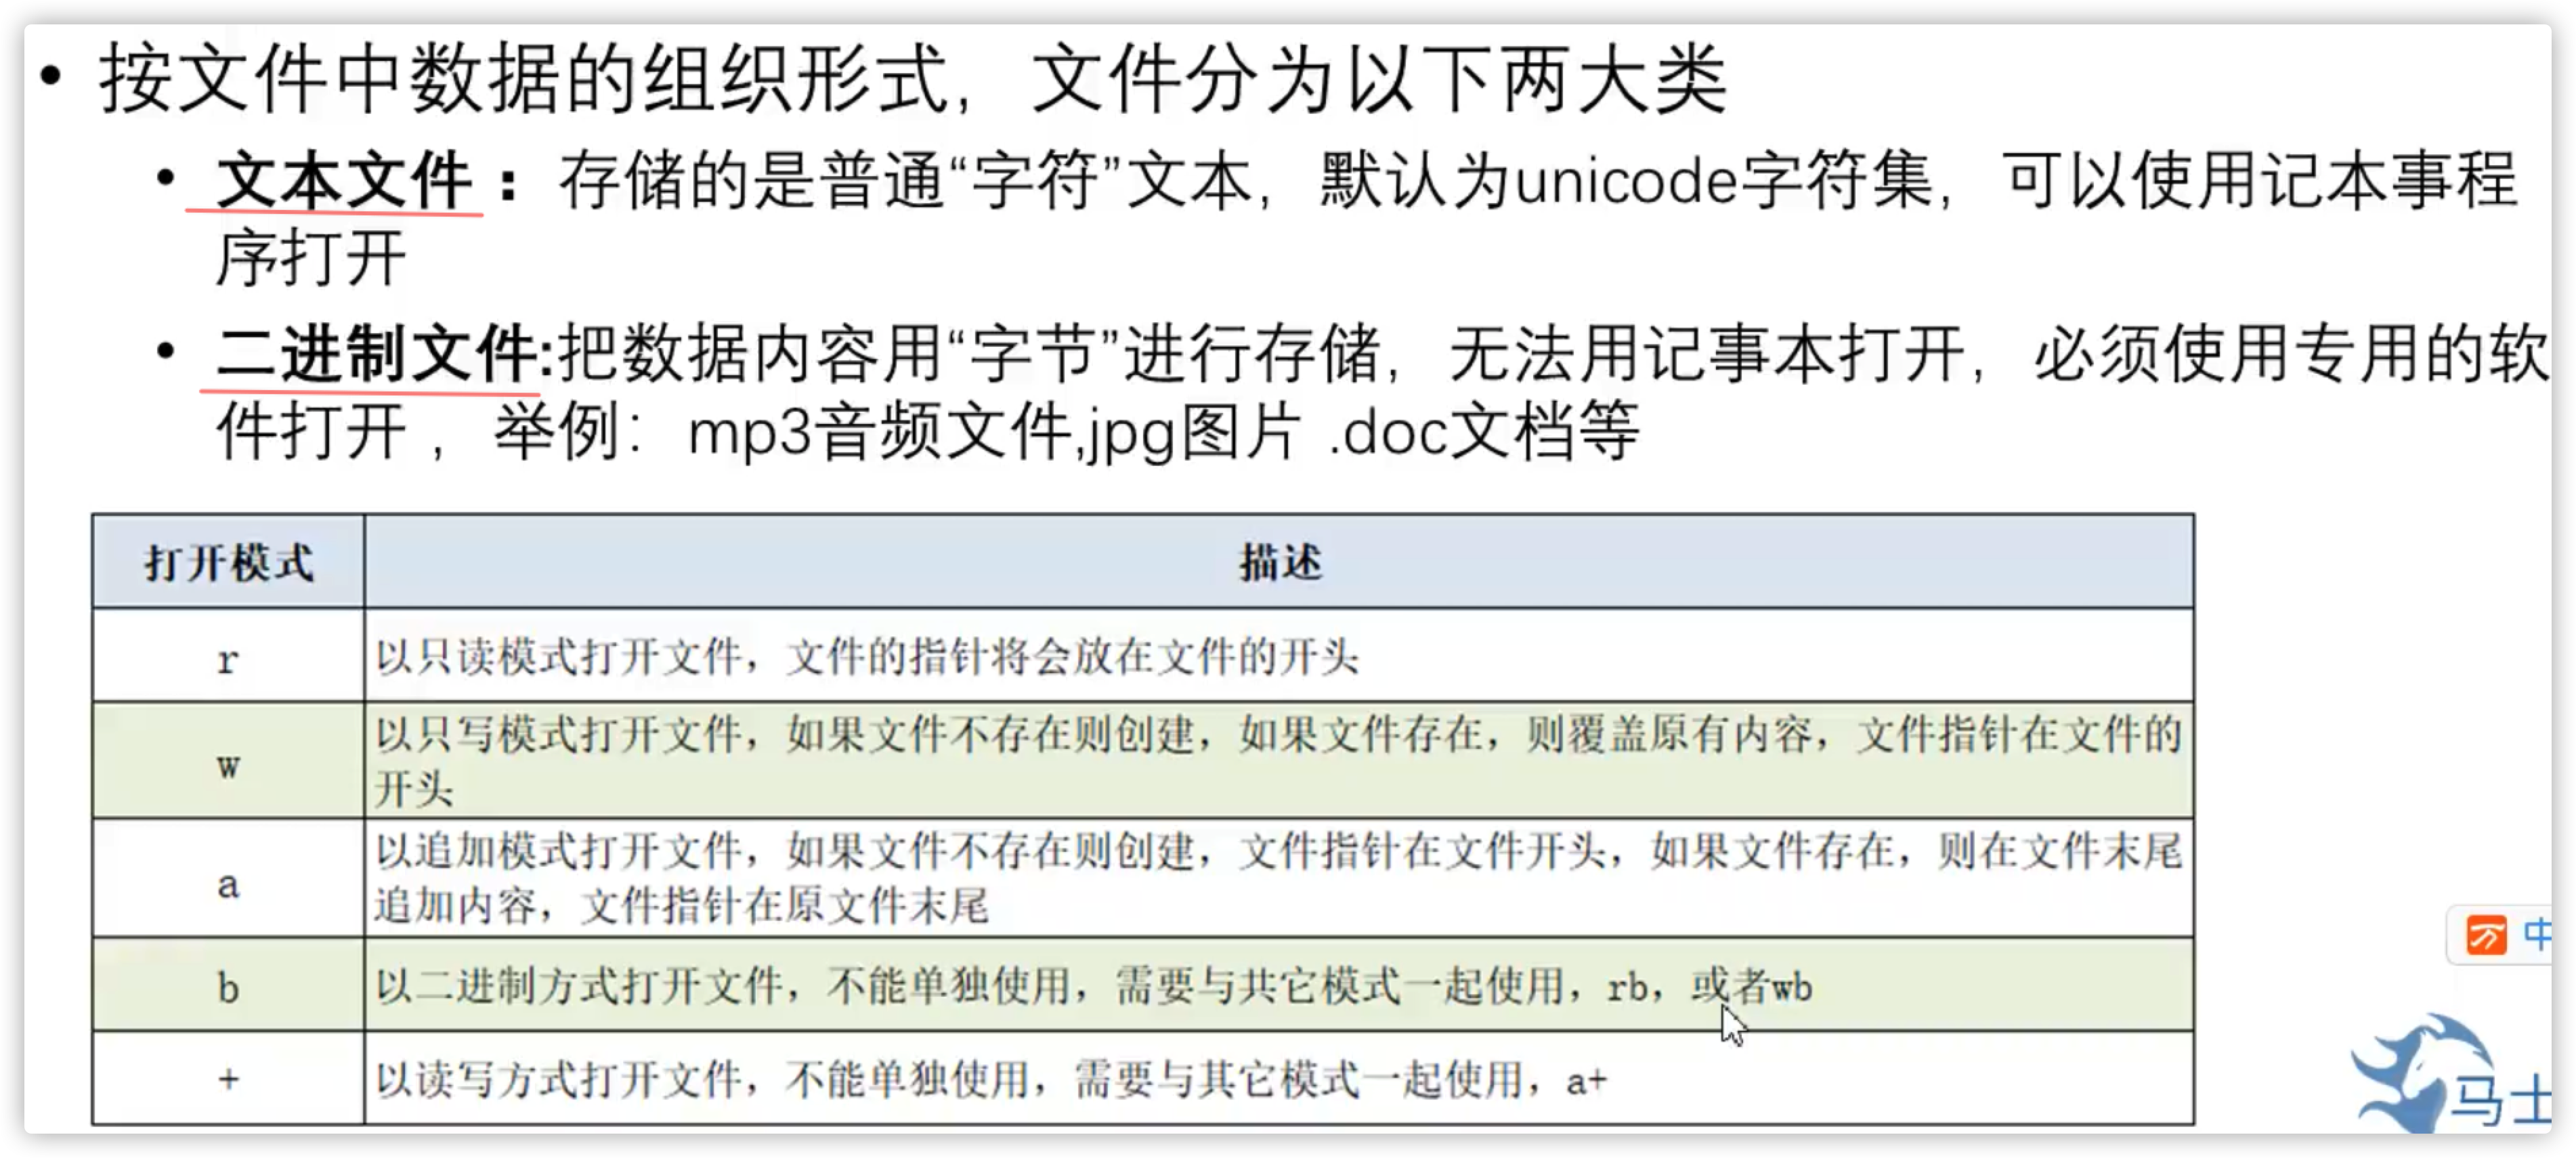 • 按文件中数据的组织形式，文件分为以下两大类
• 文本文件 ：存储的是普通“字符”文本，默认为unicode字符集，可以使用记本事程
序打开
• 二进制文件:把数据内容用“字节”进行存储，无法用记事本打开，必须使用专用的软
件打开 ，举例：mp3音频文件,jpg图片 .doc文档等
打开模式 描述
r 以只读模式打开文件，文件的指针将会放在文件的开头
w 以只写模式打开文件，如果文件不存在则创建，如果文件存在，则覆盖原有内容，文件指针在文件的
开头
a 以追加模式打开文件，如果文件不存在则创建，文件指针在文件开头，如果文件存在，则在文件末尾
追加内容，文件指针在原文件末尾
b 以二进制方式打开文件，不能单独使用，需要与共它模式一起使用，rb，或者wb
+ 以读写方式打开文件，不能单独使用，需要与其它模式一起使用，a+
中
马士